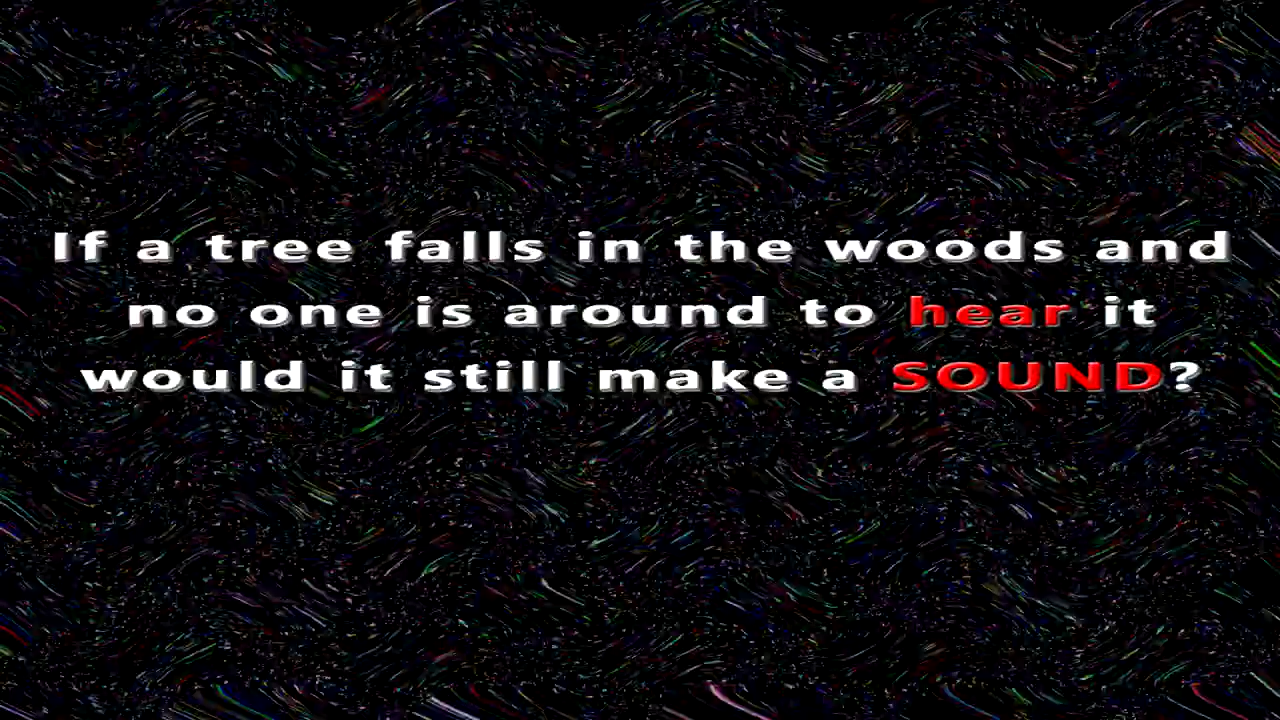 If a tree falls in the woods and
no one is around to hear it
would it still make a SOUND?